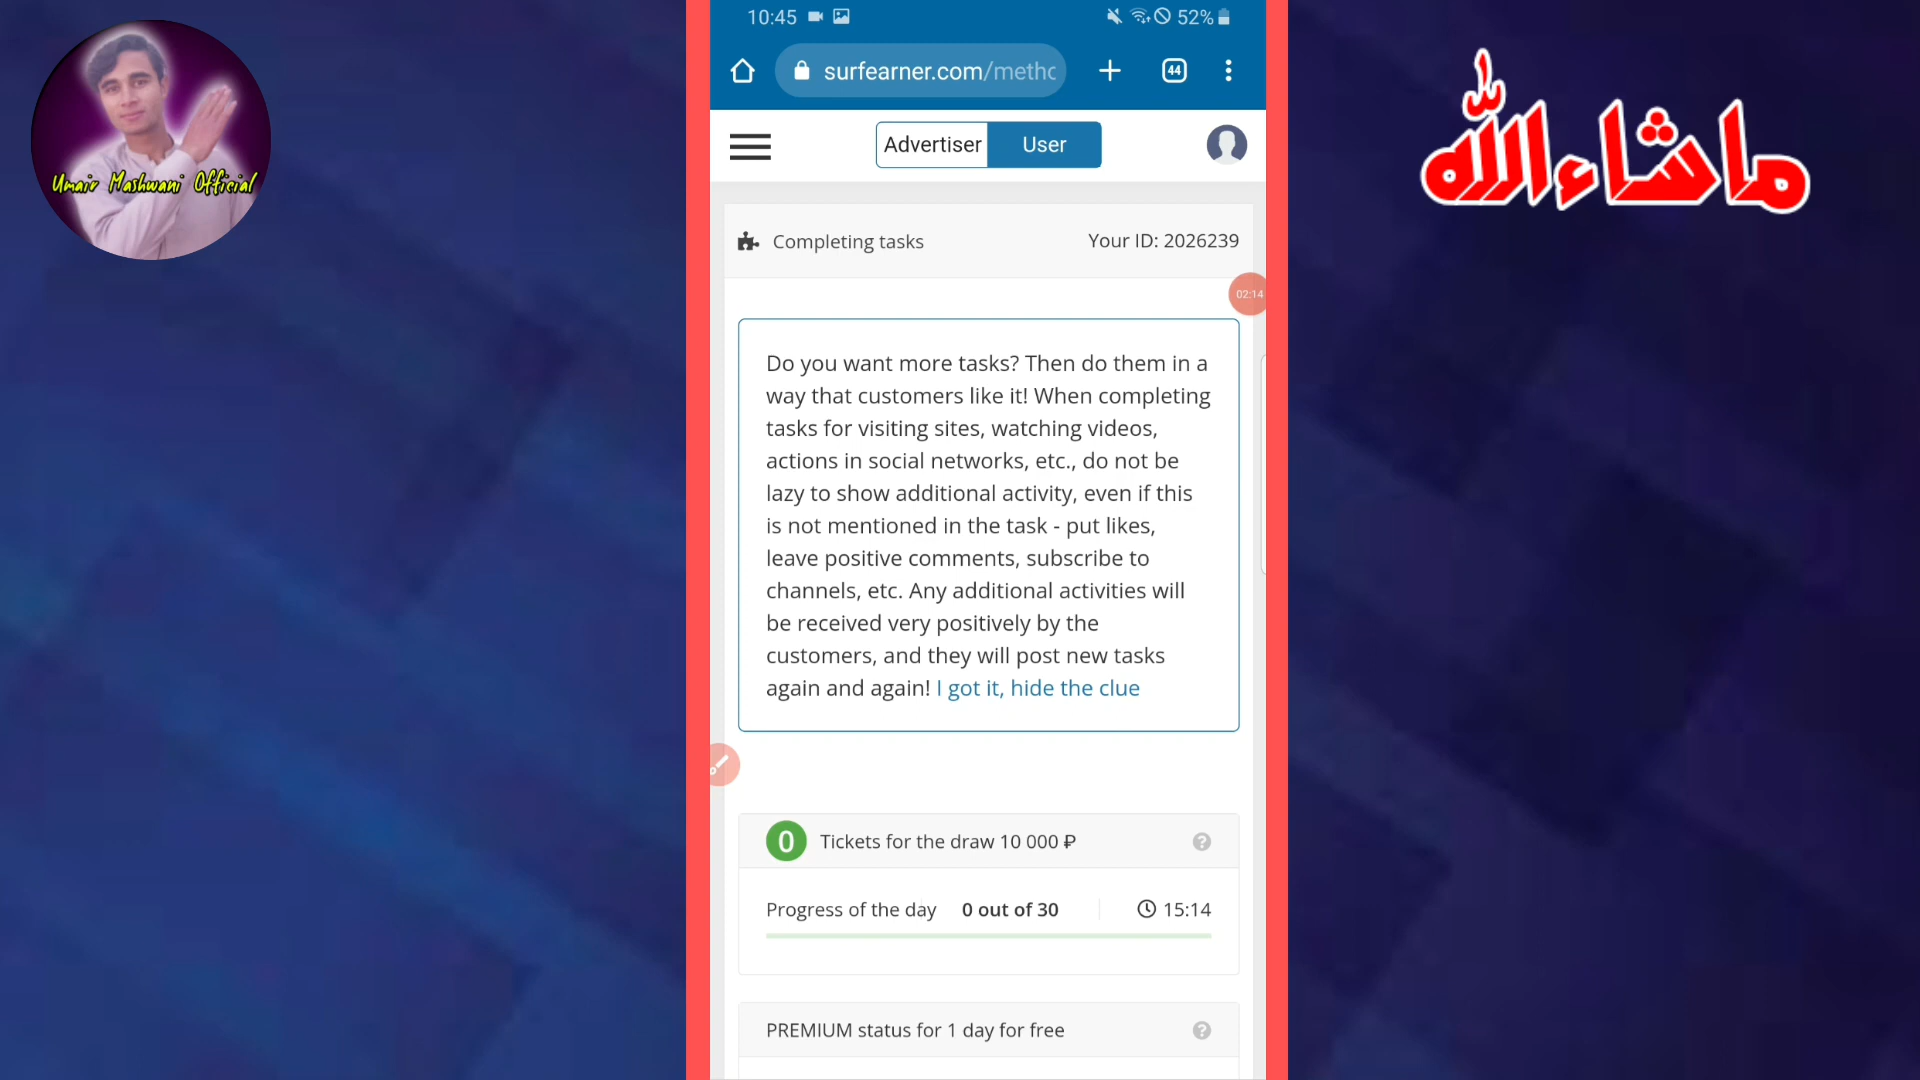 Umair Mashwani Official
10:45
52%
surfearner.com/metho
44
Advertiser
User
ماشاءاللّٰه
Completing tasks
Your ID: 2026239
02:14
Do you want more tasks? Then do them in a
way that customers like it! When completing
tasks for visiting sites, watching videos,
actions in social networks, etc., do not be
lazy to show additional activity, even if this
is not mentioned in the task - put likes,
leave positive comments, subscribe to
channels, etc. Any additional activities will
be received very positively by the
customers, and they will post new tasks
again and again! I got it, hide the clue
0 Tickets for the draw 10 000 ₽ ?
Progress of the day 0 out of 30 15:14
PREMIUM status for 1 day for free ?